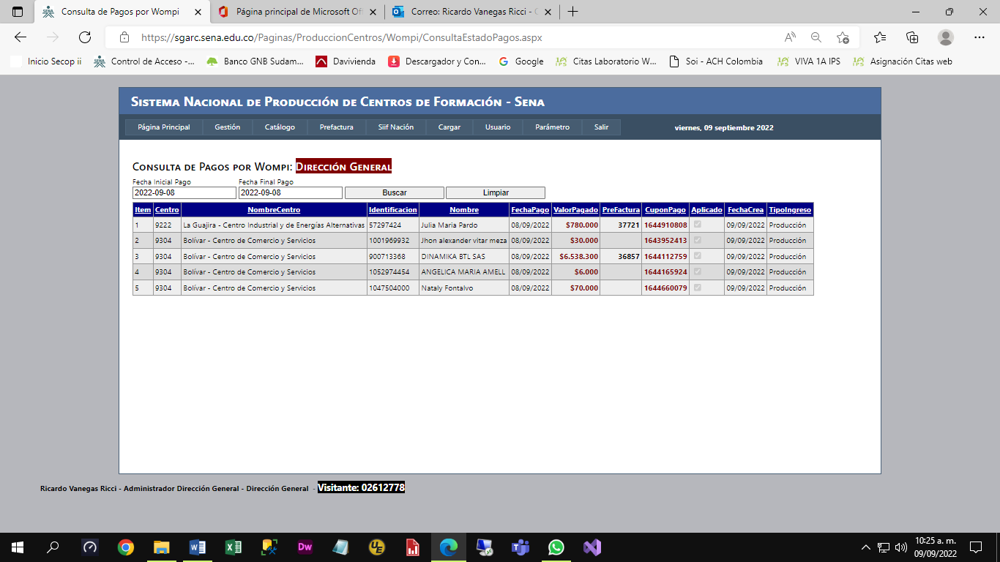 Consulta de Pagos por Wompi
Página principal de Microsoft Of
Correo: Ricardo Vanegas Ricci -
https://sgarc.sena.edu.co/Paginas/ProduccionCentros/Wompi/ConsultaEstadoPagos.aspx
Inicio Secop ii Control de Acceso -... Banco GNB Sudam... Davivienda Descargador y Con... Google Citas Laboratorio W... Soi - ACH Colombia VIVA 1A IPS Asignación Citas web
Sistema Nacional de Producción de Centros de Formación - Sena
Página Principal Gestión Catálogo Prefactura Siif Nación Cargar Usuario Parámetro Salir viernes, 09 septiembre 2022
Consulta de Pagos por Wompi: Dirección General
Fecha Inicial Pago Fecha Final Pago
2022-09-08 2022-09-08 Buscar Limpiar
Item Centro NombreCentro Identificacion Nombre FechaPago ValorPagado PreFactura CuponPago Aplicado FechaCrea TipoIngreso
1 9222 La Guajira - Centro Industrial y de Energías Alternativas 57297424 Julia Maria Pardo 08/09/2022 $780.000 37721 1644910808 09/09/2022 Producción
2 9304 Bolívar - Centro de Comercio y Servicios 1001969932 Jhon alexander vitar meza 08/09/2022 $30.000 1643952413 09/09/2022 Producción
3 9304 Bolívar - Centro de Comercio y Servicios 900713368 DINAMIKA BTL SAS 08/09/2022 $6.538.300 36857 1644112759 09/09/2022 Producción
4 9304 Bolívar - Centro de Comercio y Servicios 1052974454 ANGELICA MARIA AMELL 08/09/2022 $6.000 1644165924 09/09/2022 Producción
5 9304 Bolívar - Centro de Comercio y Servicios 1047504000 Nataly Fontalvo 08/09/2022 $70.000 1644660079 09/09/2022 Producción
Ricardo Vanegas Ricci - Administrador Dirección General - Dirección General - Visitante: 02612778
Dw
10:25 a. m.
09/09/2022